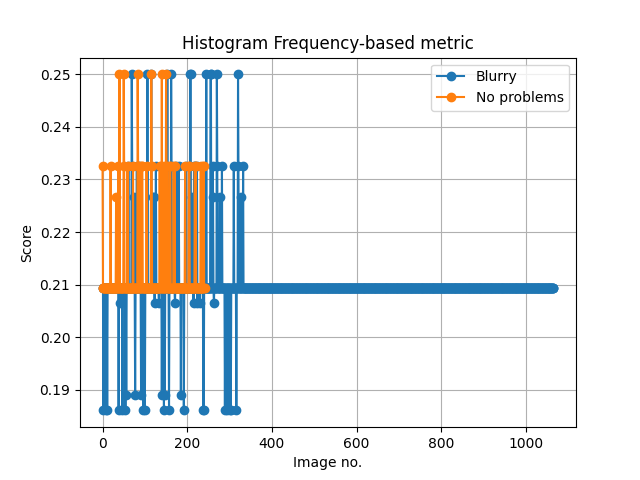 Histogram Frequency-based metric
0.25
0.24
0.23
0.22
0.21
0.20
0.19
Score
0
200
400
600
800
1000
Image no.
Blurry
No problems